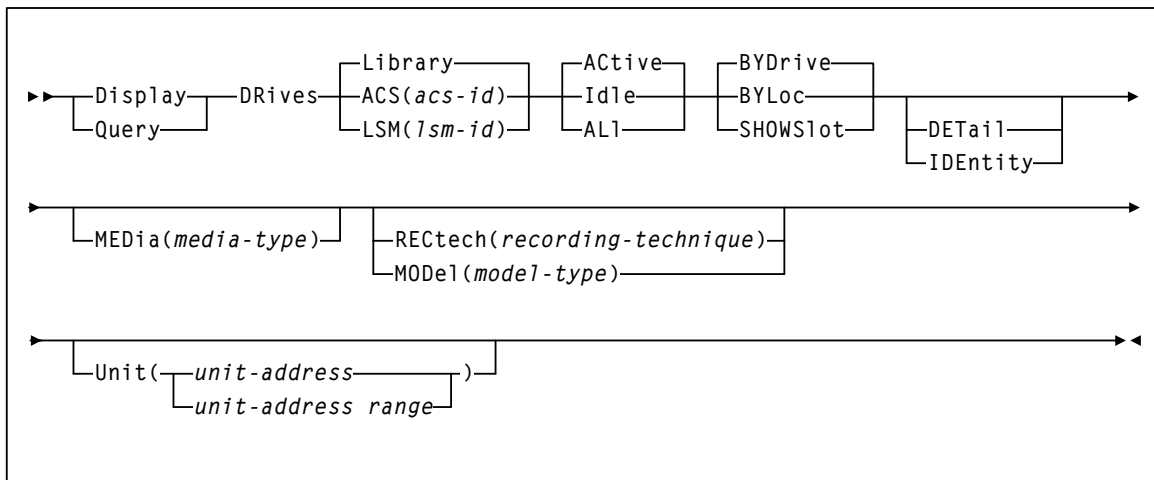 Library ACtive BYDrive
Display DRives ACS(acs-id) Idle BYLoc
Query LSM(lsm-id) ALl SHOWSlot DETail
IDEntity
MEDia(media-type) RECtech(recording-technique)
MODel(model-type)
Unit( unit-address )
unit-address range